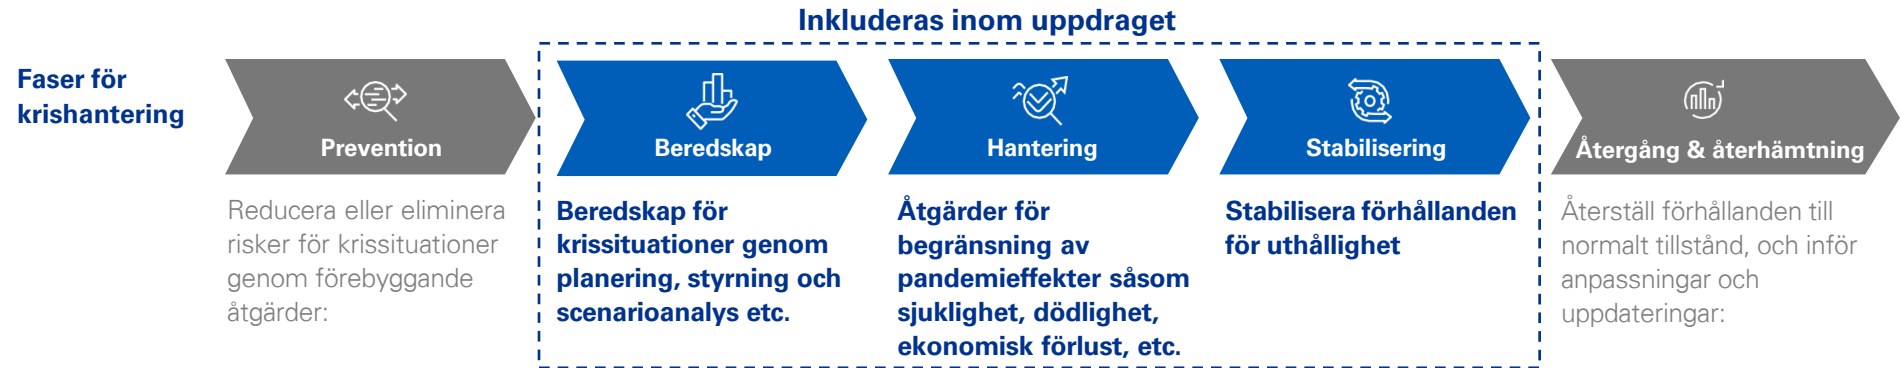 Inkluderas inom uppdraget
Faser för
krishantering
Prevention
Beredskap
Hantering
Stabilisering
Återgång & återhämtning
Reducera eller eliminera
risker för krissituationer
genom förebyggande
åtgärder:
Beredskap för
krissituationer genom
planering, styrning och
scenarioanalys etc.
Åtgärder för
begränsning av
pandemieffekter såsom
sjuklighet, dödlighet,
ekonomisk förlust, etc.
Stabilisera förhållanden
för uthållighet
Återställ förhållanden till
normalt tillstånd, och inför
anpassningar och
uppdateringar: